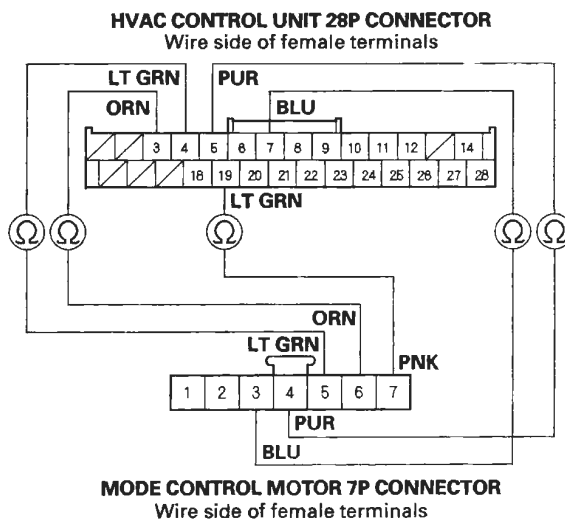 HVAC CONTROL UNIT 28P CONNECTOR
Wire side of female terminals
LT GRN
PUR
ORN
BLU
3 4 5 6 7 8 9 10 11 12 14
18 19 20 21 22 23 24 25 26 27 28
LT GRN
Ω Ω Ω Ω Ω
ORN
LT GRN
PNK
1 2 3 4 5 6 7
PUR
BLU
MODE CONTROL MOTOR 7P CONNECTOR
Wire side of female terminals